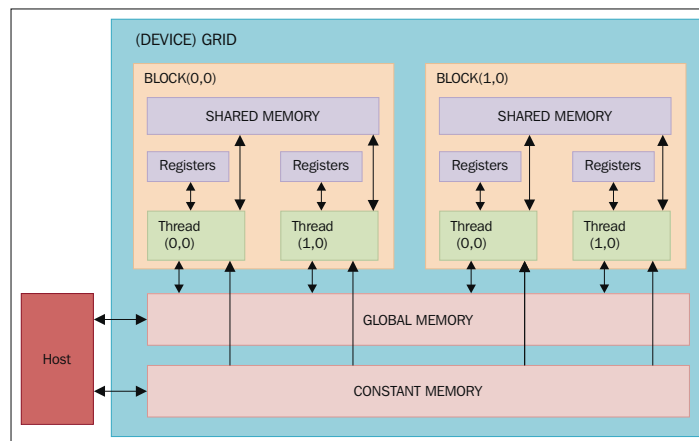 (DEVICE) GRID
BLOCK(0,0)
SHARED MEMORY
Registers
Registers
Thread
(0,0)
Thread
(1,0)
BLOCK(1,0)
SHARED MEMORY
Registers
Registers
Thread
(0,0)
Thread
(1,0)
Host
GLOBAL MEMORY
CONSTANT MEMORY